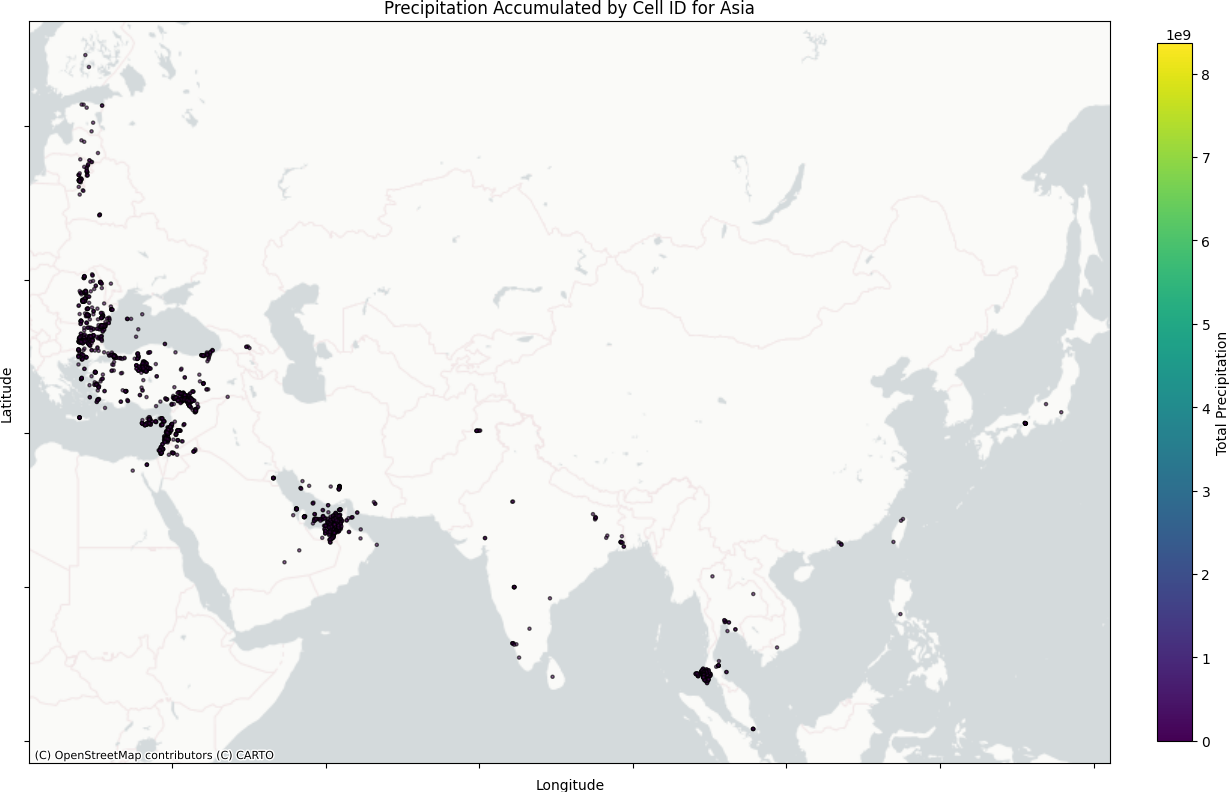 Precipitation Accumulated by Cell ID for Asia
1e9
8
7
6
5
4
3
2
1
0
Total Precipitation
Latitude
(C) OpenStreetMap contributors (C) CARTO
Longitude